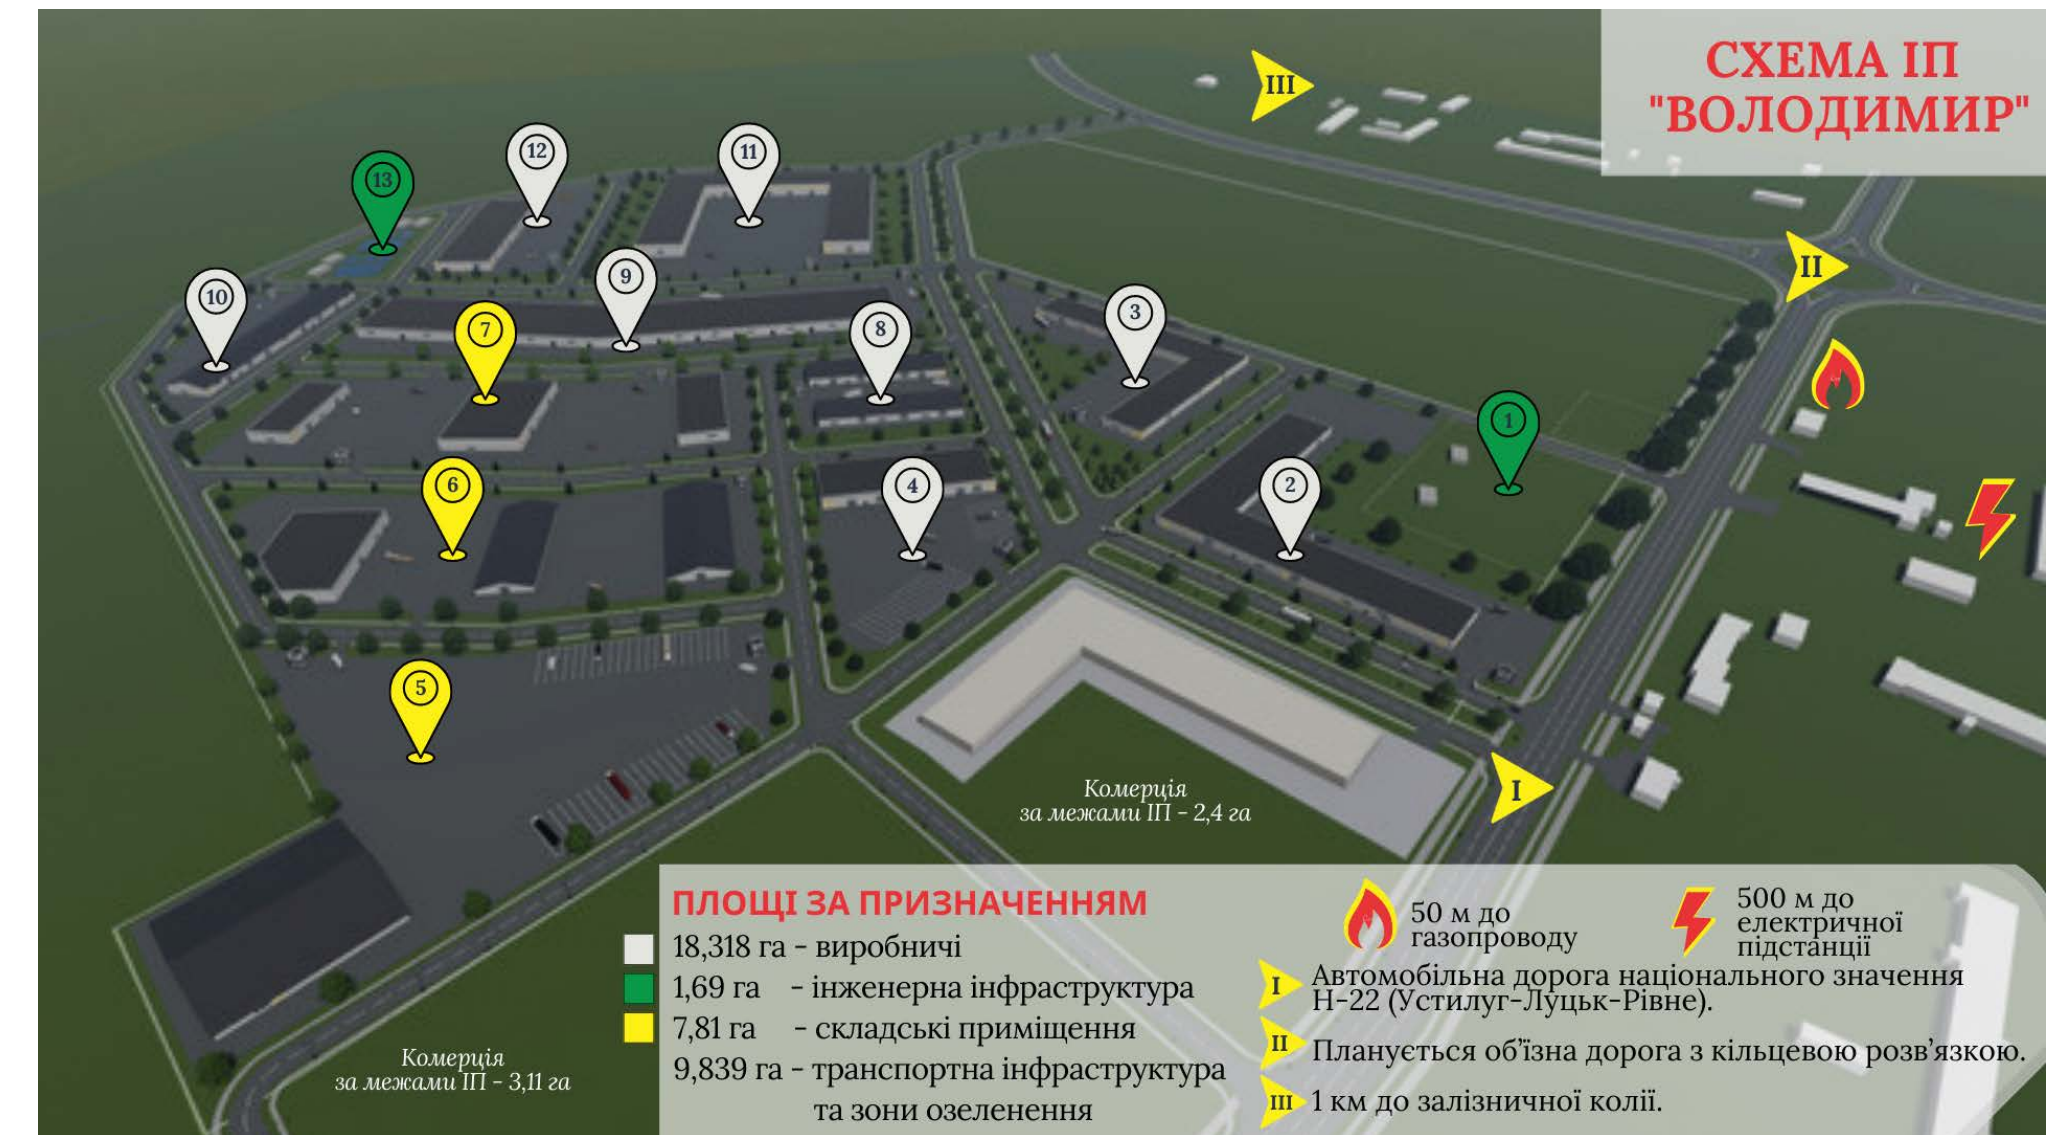 СХЕМА ІП
"ВОЛОДИМИР"
III
12
11
13
II
9
10
3
7
8
1
6
4
2
5
I
Комерція
за межами ІП - 2,4 га
Комерція
за межами ІП - 3,11 га
ПЛОЩІ ЗА ПРИЗНАЧЕННЯМ
18,318 га - виробничі
1,69 га - інженерна інфраструктура
7,81 га - складські приміщення
9,839 га - транспортна інфраструктура
та зони озеленення
50 м до
газопроводу
500 м до
електричної
підстанції
I Автомобільна дорога національного значення
Н-22 (Устилуг-Луцьк-Рівне).
II Планується об'їзна дорога з кільцевою розв'язкою.
III 1 км до залізничної колії.